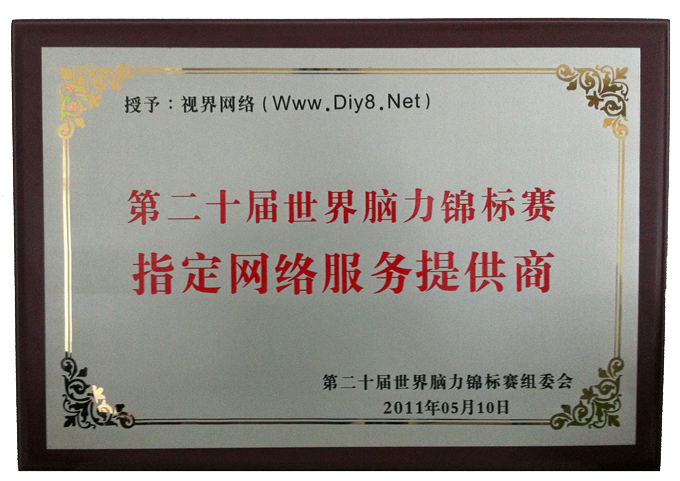 授予：视界网络(Www.Diy8.Net)
第二十届世界脑力锦标赛
指定网络服务提供商
第二十届世界脑力锦标赛组委会
2011年05月10日